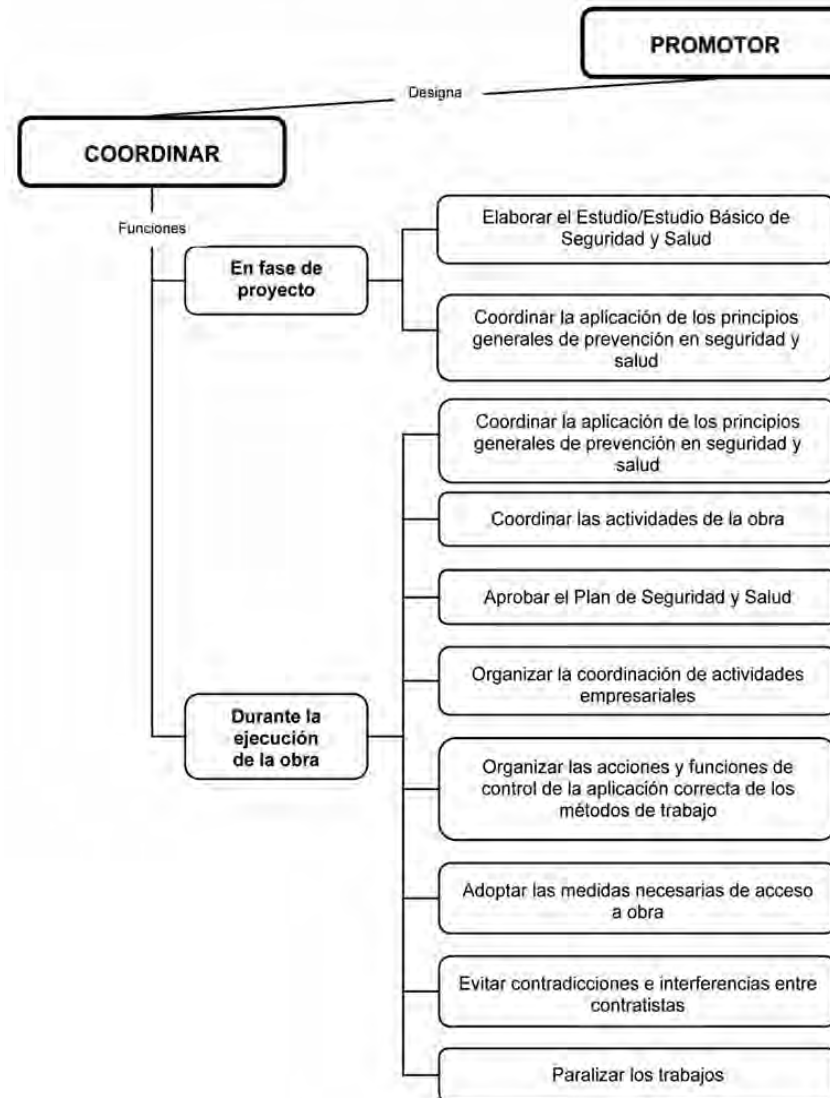 PROMOTOR
Designa
COORDINAR
Funciones
En fase de
proyecto
Elaborar el Estudio/Estudio Básico de
Seguridad y Salud
Coordinar la aplicación de los principios
generales de prevención en seguridad y
salud
Durante la
ejecución
de la obra
Coordinar la aplicación de los principios
generales de prevención en seguridad y
salud
Coordinar las actividades de la obra
Aprobar el Plan de Seguridad y Salud
Organizar la coordinación de actividades
empresariales
Organizar las acciones y funciones de
control de la aplicación correcta de los
métodos de trabajo
Adoptar las medidas necesarias de acceso
a obra
Evitar contradicciones e interferencias entre
contratistas
Paralizar los trabajos